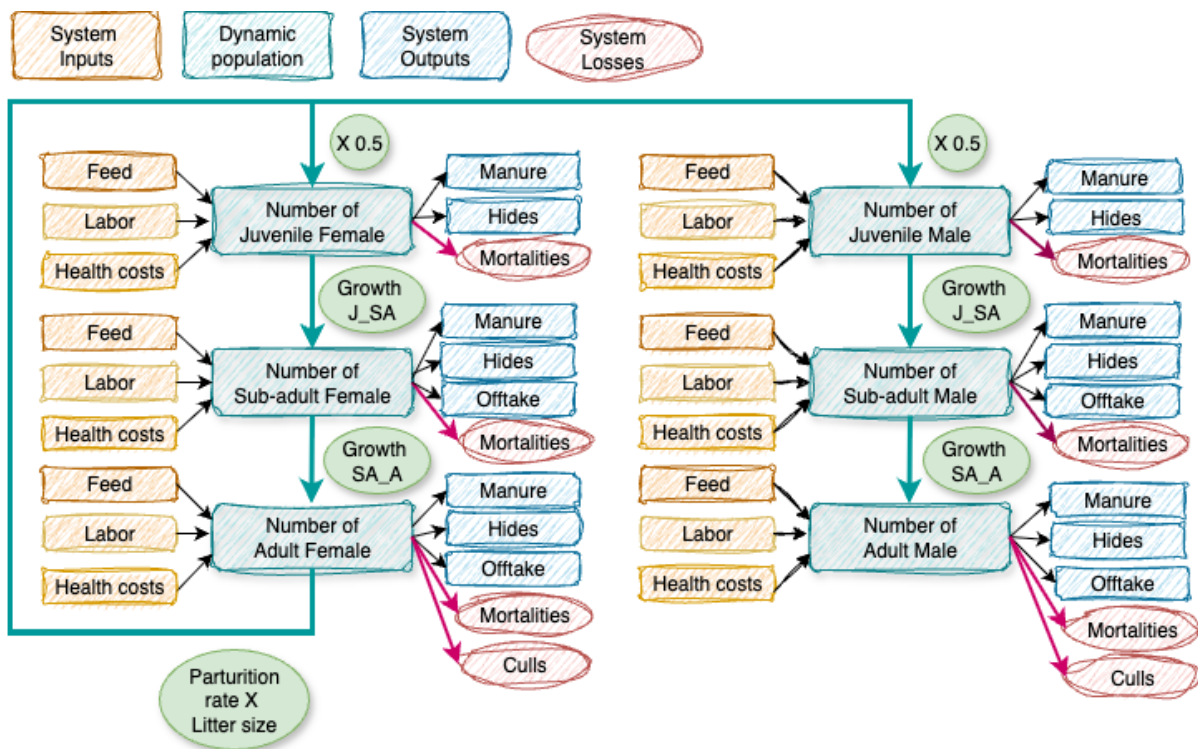 System
Inputs
Dynamic
population
System
Outputs
System
Losses
X 0.5
X 0.5
Feed
Labor
Health costs
Number of
Juvenile Female
Manure
Hides
Mortalities
Feed
Labor
Health costs
Number of
Juvenile Male
Manure
Hides
Mortalities
Growth
J_SA
Growth
J_SA
Feed
Labor
Health costs
Number of
Sub-adult Female
Manure
Hides
Offtake
Mortalities
Feed
Labor
Health costs
Number of
Sub-adult Male
Manure
Hides
Offtake
Mortalities
Growth
SA_A
Growth
SA_A
Feed
Labor
Health costs
Number of
Adult Female
Manure
Hides
Offtake
Mortalities
Culls
Feed
Labor
Health costs
Number of
Adult Male
Manure
Hides
Offtake
Mortalities
Culls
Parturition
rate X
Litter size